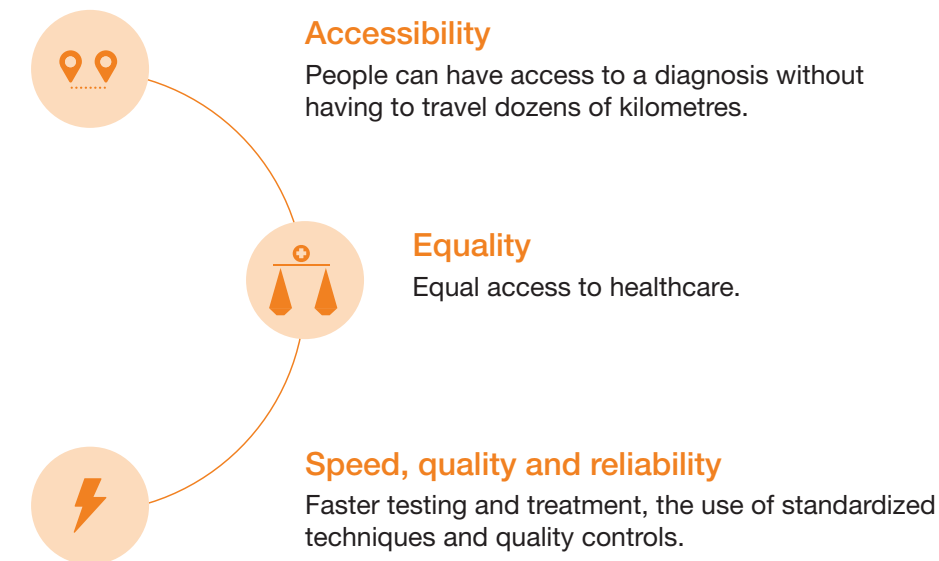 Accessibility
People can have access to a diagnosis without
having to travel dozens of kilometres.
Equality
Equal access to healthcare.
Speed, quality and reliability
Faster testing and treatment, the use of standardized
techniques and quality controls.